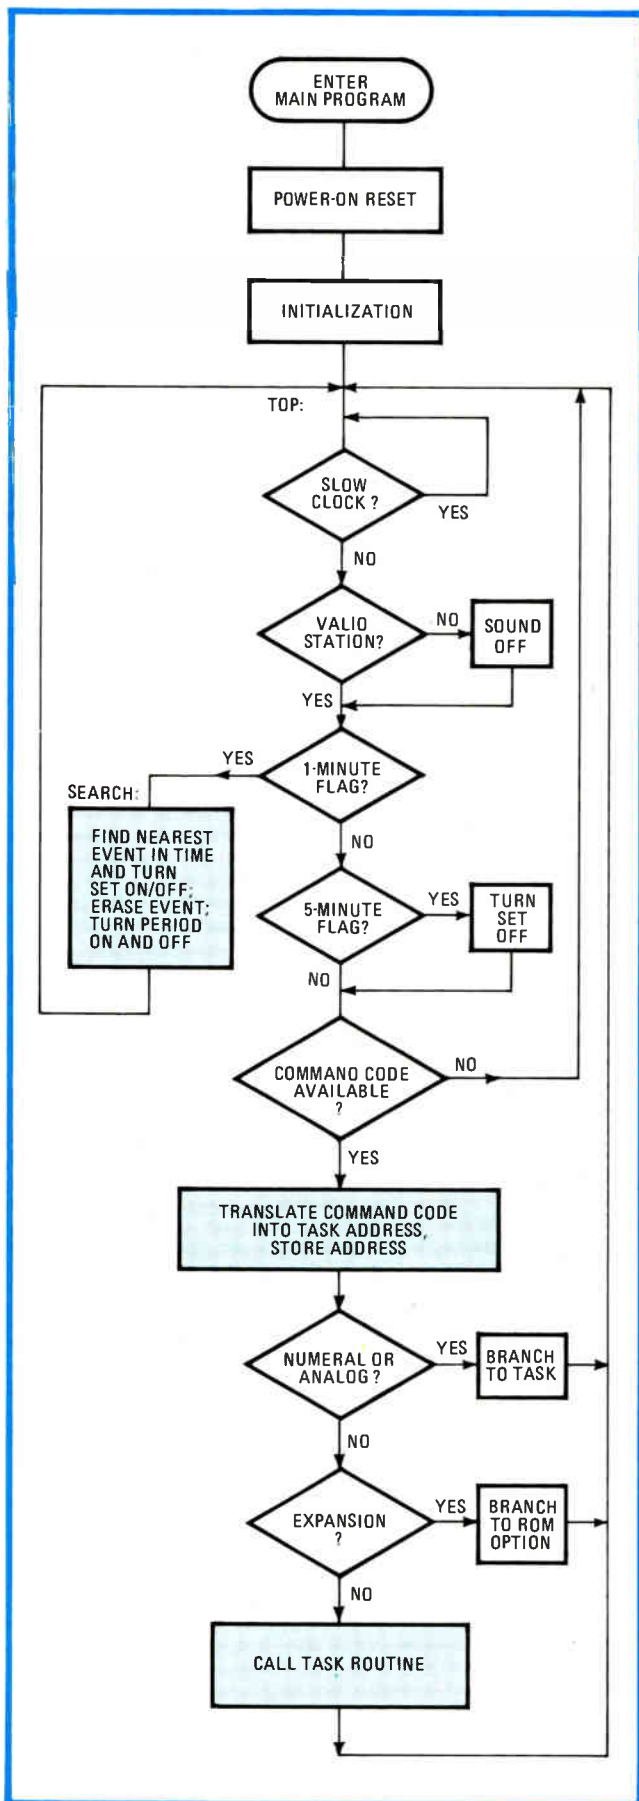 ENTER
MAIN PROGRAM
POWER-ON RESET
INITIALIZATION
TOP:
SLOW
CLOCK?
YES
NO
VALIO
STATION?
NO
SOUND
OFF
YES
1-MINUTE
FLAG?
YES
SEARCH:
FIND NEAREST
EVENT IN TIME
AND TURN
SET ON/OFF;
ERASE EVENT;
TURN PERIOD
ON AND OFF
NO
5-MINUTE
FLAG?
YES
TURN
SET
OFF
NO
COMMANO CODE
AVAILABLE
?
NO
YES
TRANSLATE COMMAND CODE
INTO TASK ADDRESS,
STORE ADDRESS
NUMERAL OR
ANALOG?
YES
BRANCH
TO TASK
NO
EXPANSION
?
YES
BRANCH
TO ROM
OPTION
NO
CALL TASK ROUTINE